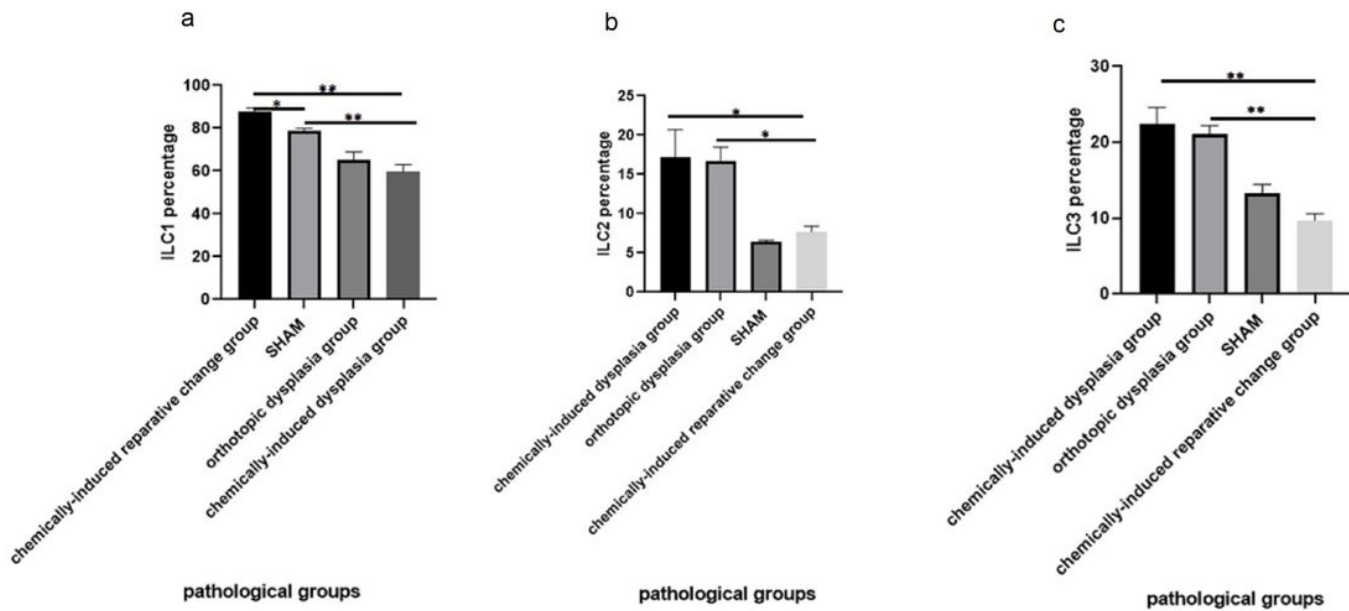 a
ILC1 percentage
100
80
60
40
20
0
**
*
**
chemically-induced reparative change group
SHAM
orthotopic dysplasia group
chemically-induced dysplasia group
pathological groups
b
ILC2 percentage
25
20
15
10
5
0
*
*
chemically-induced dysplasia group
orthotopic dysplasia group
SHAM
chemically-induced reparative change group
pathological groups
c
ILC3 percentage
30
20
10
0
**
**
chemically-induced dysplasia group
orthotopic dysplasia group
SHAM
chemically-induced reparative change group
pathological groups